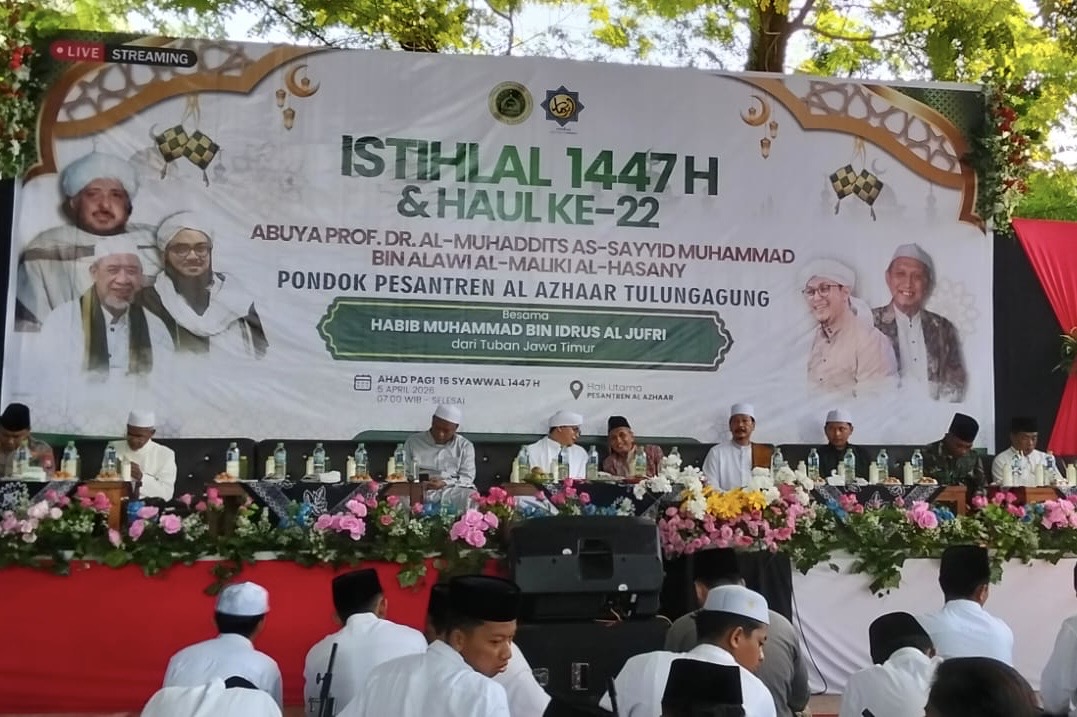 LIVE STREAMING
ISTIHLAL 1447 H
& HAUL KE-22
ABUYA PROF. DR. AL-MUHADDITS AS-SAYYID MUHAMMAD
BIN ALAWI AL-MALIKI AL-HASANY
PONDOK PESANTREN AL AZHAAR TULUNGAGUNG
Besama
HABIB MUHAMMAD BIN IDRUS AL JUFRI
dari Tuban Jawa Timur
AHAD PAGI 16 SYAWWAL 1447 H
5 APRIL 2026
07.00 WIB - SELESAI
Hall Utama
PESANTREN AL AZHAAR